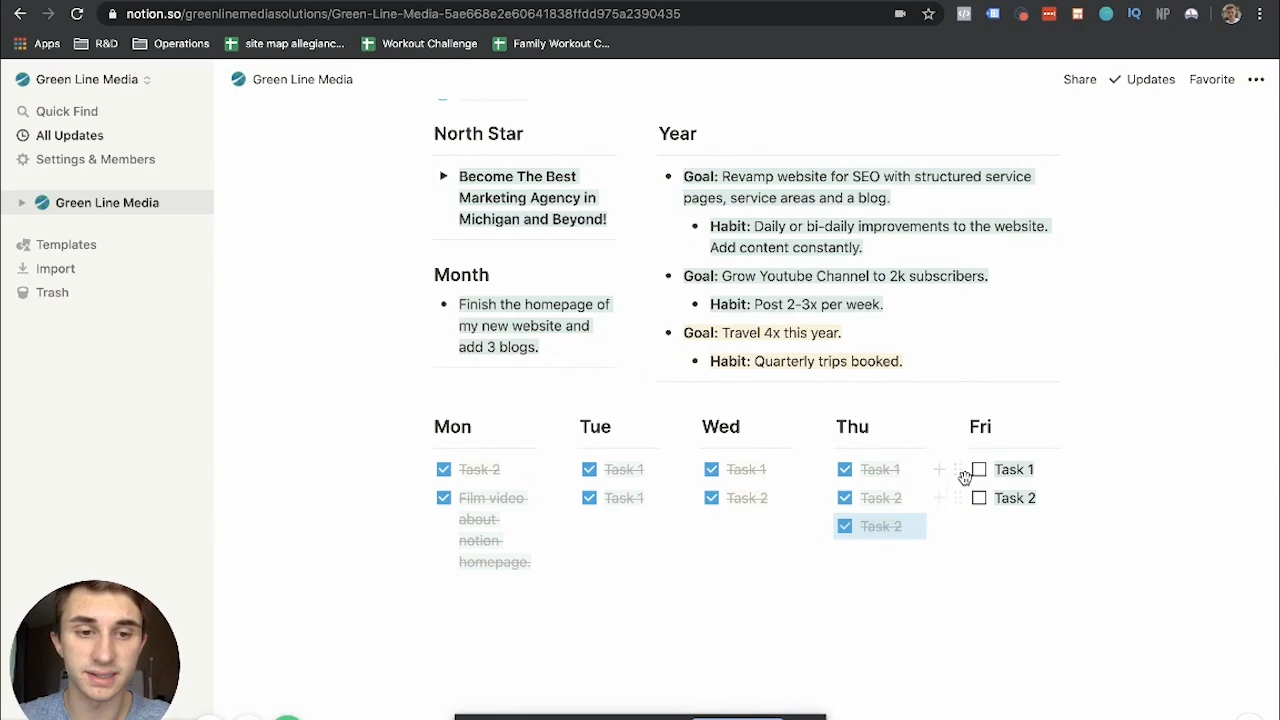 notion.so/greenlinemediasolutions/Green-Line-Media-5ae668e2e60641838ffdd975a2390435
Apps
R&D
Operations
site map allegianc...
Workout Challenge
Family Workout C...
Green Line Media
Quick Find
All Updates
Settings & Members
Green Line Media
Templates
Import
Trash
Green Line Media
Share
Updates
Favorite
North Star
Become The Best
Marketing Agency in
Michigan and Beyond!
Month
Finish the homepage of
my new website and
add 3 blogs.
Year
Goal: Revamp website for SEO with structured service
pages, service areas and a blog.
Habit: Daily or bi-daily improvements to the website.
Add content constantly.
Goal: Grow Youtube Channel to 2k subscribers.
Habit: Post 2-3x per week.
Goal: Travel 4x this year.
Habit: Quarterly trips booked.
Mon
Task 2
Film video
about
notion
homepage.
Tue
Task 1
Task 1
Wed
Task 1
Task 2
Thu
Task 1
Task 2
Task 2
Fri
Task 1
Task 2
IQ
NP